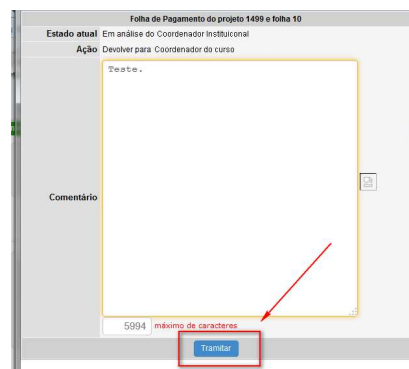 Folha de Pagamento do projeto 1499 e folha 10
Estado atual Em análise do Coordenador Instituiconal
Ação Devolver para Coordenador do curso
Teste.
Comentário
5994 máximo de caracteres
Tramitar